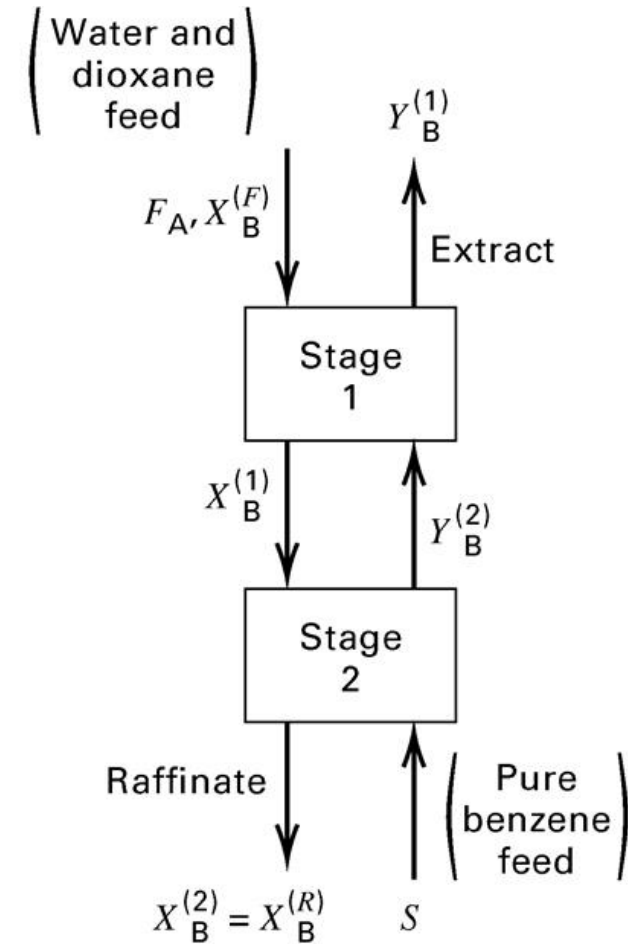 Water and
dioxane
feed
Y_B^(1)
F_A, X_B^(F)
Extract
Stage
1
X_B^(1)
Y_B^(2)
Stage
2
Raffinate
Pure
benzene
feed
X_B^(2) = X_B^(R)
S